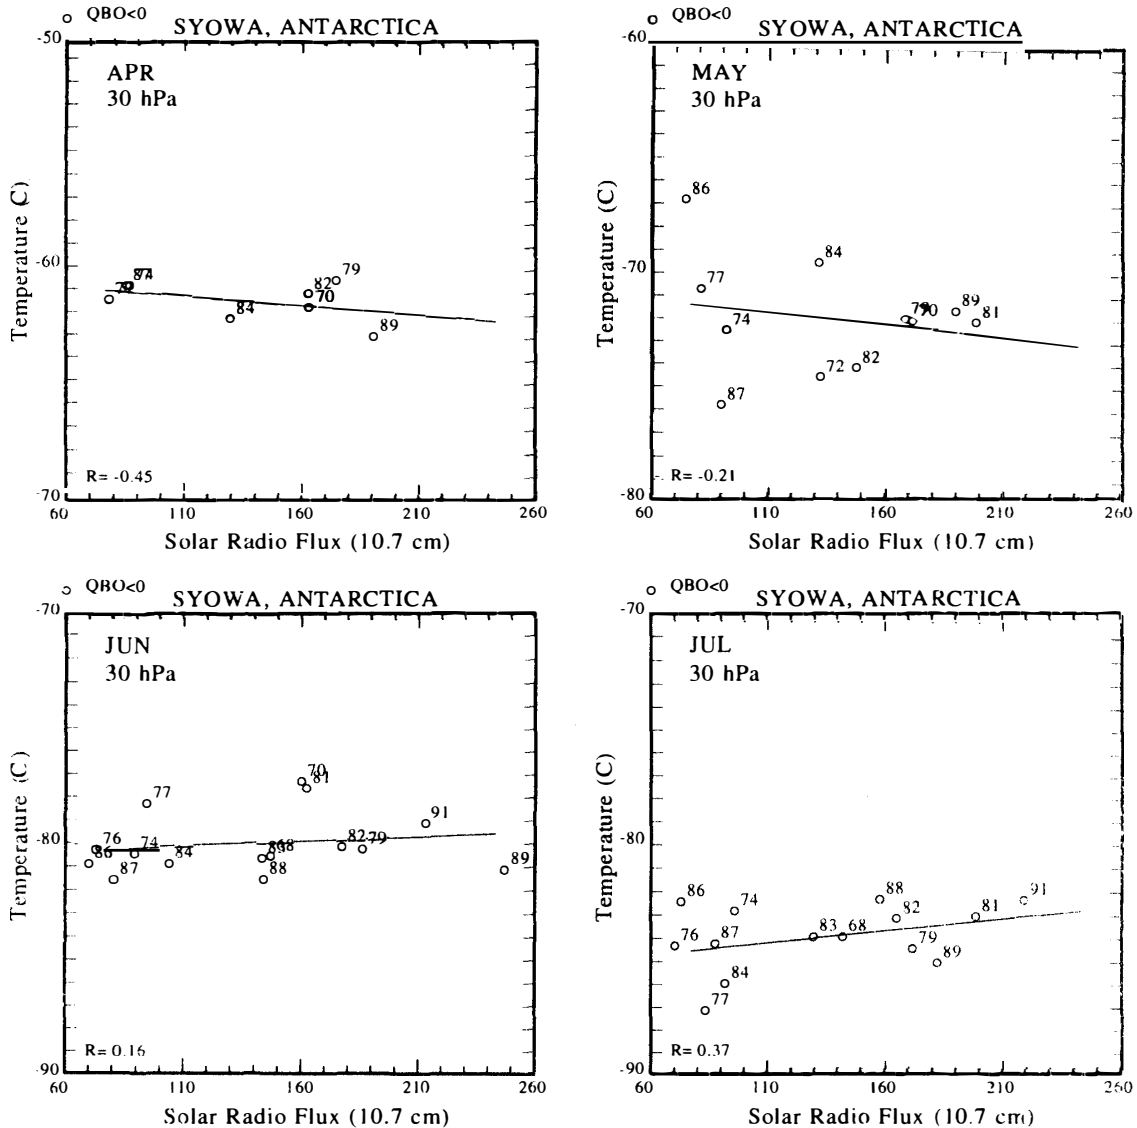 QBO<0
SYOWA, ANTARCTICA
-50
APR
30 hPa
Temperature (C)
79
82
70
84
89
-60
R= -0.45
-70
60 110 160 210 260
Solar Radio Flux (10.7 cm)
SYOWA, ANTARCTICA
-60
MAY
30 hPa
Temperature (C)
86
84
-70
77
89
81
74
72
82
87
R= -0.21
-80
60 110 160 210 260
Solar Radio Flux (10.7 cm)
QBO<0
SYOWA, ANTARCTICA
-70
JUN
30 hPa
Temperature (C)
77
70
81
91
-80
76
74
84
82
79
86
87
88
89
R= 0.16
-90
60 110 160 210 260
Solar Radio Flux (10.7 cm)
QBO<0
SYOWA, ANTARCTICA
-70
JUL
30 hPa
Temperature (C)
-80
86
74
88
82
81
91
76
87
83
68
79
89
84
77
R= 0.37
-90
60 110 160 210 260
Solar Radio Flux (10.7 cm)